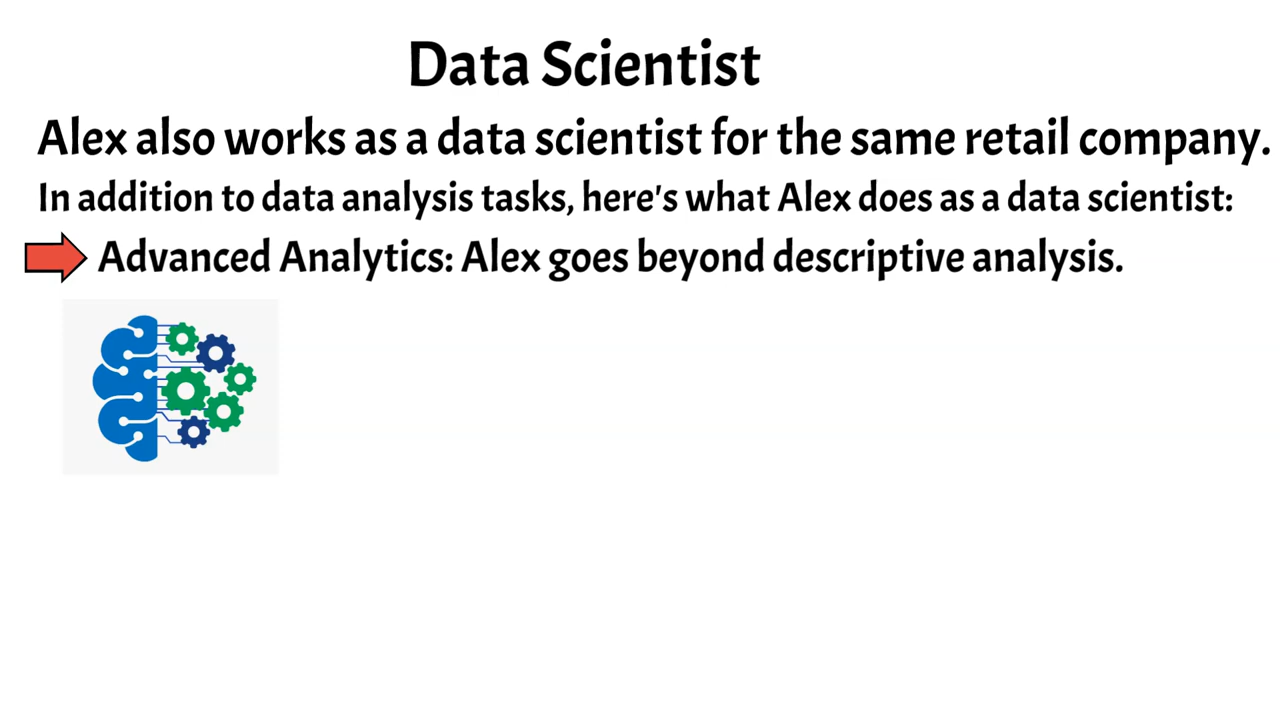 Data Scientist
Alex also works as a data scientist for the same retail company.
In addition to data analysis tasks, here's what Alex does as a data scientist:
Advanced Analytics: Alex goes beyond descriptive analysis.